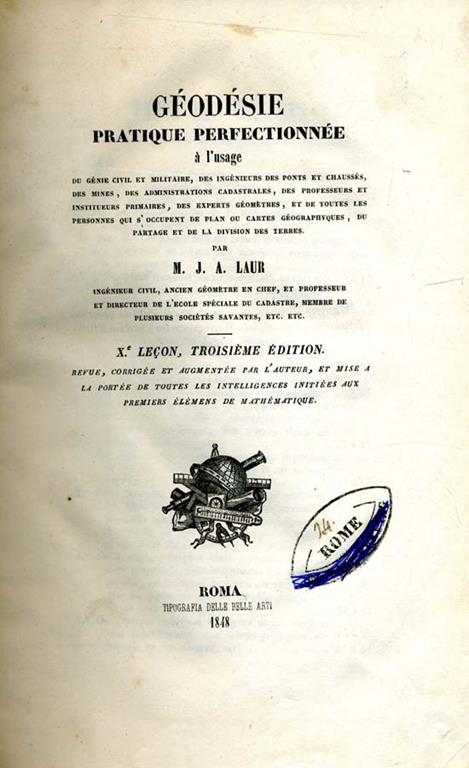 GÉODÉSIE
PRATIQUE PERFECTIONNÉE
à l'usage
DU GÉNIE CIVIL ET MILITAIRE, DES INGÉNIEURS DES PONTS ET CHAUSSÉS,
DES MINES, DES ADMINISTRATIONS CADASTRALES, DES PROFESSEURS ET
INSTITUEURS PRIMAIRES, DES EXPERTS GÉOMÈTRES, ET DE TOUTES LES
PERSONNES QUI S'OCCUPENT DE PLAN OU CARTES GÉOGRAPHVQUES, DU
PARTAGE ET DE LA DIVISION DES TERRES.
PAR
M. J. A. LAUR
INGÉNIEUR CIVIL, ANCIEN GÉOMÈTRE EN CHEF, ET PROFESSEUR
ET DIRECTEUR DE L'ECOLE SPÉCIALE DU CADASTRE, MEMBRE DE
PLUSIEURS SOCIÉTÉS SAVANTES, ETC. ETC.
X.e LEÇON, TROISIÈME ÉDITION.
REVUE, CORRIGÉE ET AUGMENTÉE PAR L'AUTEUR, ET MISE A
LA PORTÉE DE TOUTES LES INTELLIGENCES INITIÉES AUX
PREMIERS ÉLÉMENS DE MATHÉMATIQUE.
24.
ROME
ROMA
TIPOGRAFIA DELLE BELLE ARTI
1848